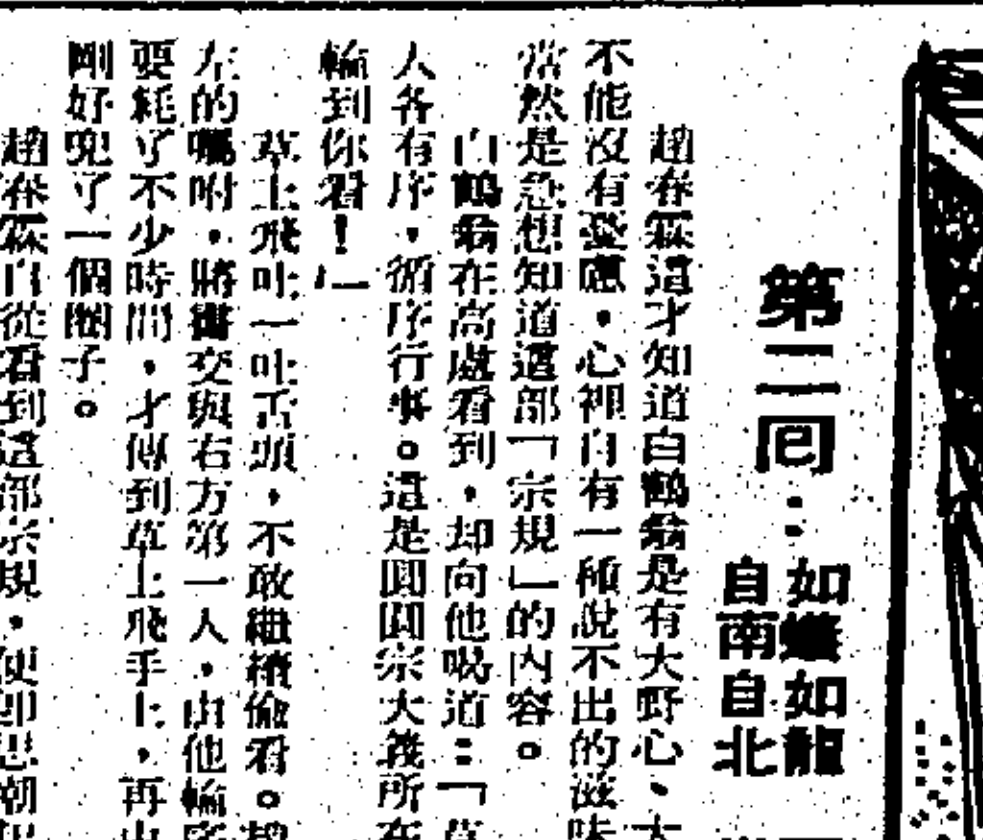 第二回：
如蠖如龍
自南自北
趙春霖這才知道白鶴翁是有大野心、大
不能沒有憂慮，心裡自有一種說不出的滋味
當然是急想知道這部「宗規」的內容。
白鶴翁在高處看到，却向他喝道：「
人各有序，循序行事。這是圓圓宗大義所在
輪到你看！」
草上飛吐一吐舌頭，不敢繼續偷看。趙
左的囑咐，將書交與右方第一人，由他輪
要耗了不少時間，才傳到草上飛手上，再由
剛好兜了一個圈子。
趙春霖自從看到這部宗規，便即思潮起